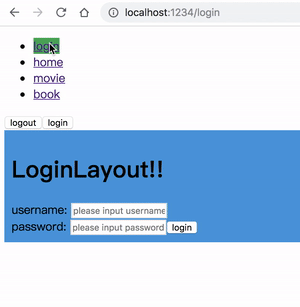 localhost:1234/login
login
home
movie
book
logout login
LoginLayout!!
username: please input username
password: please input password login